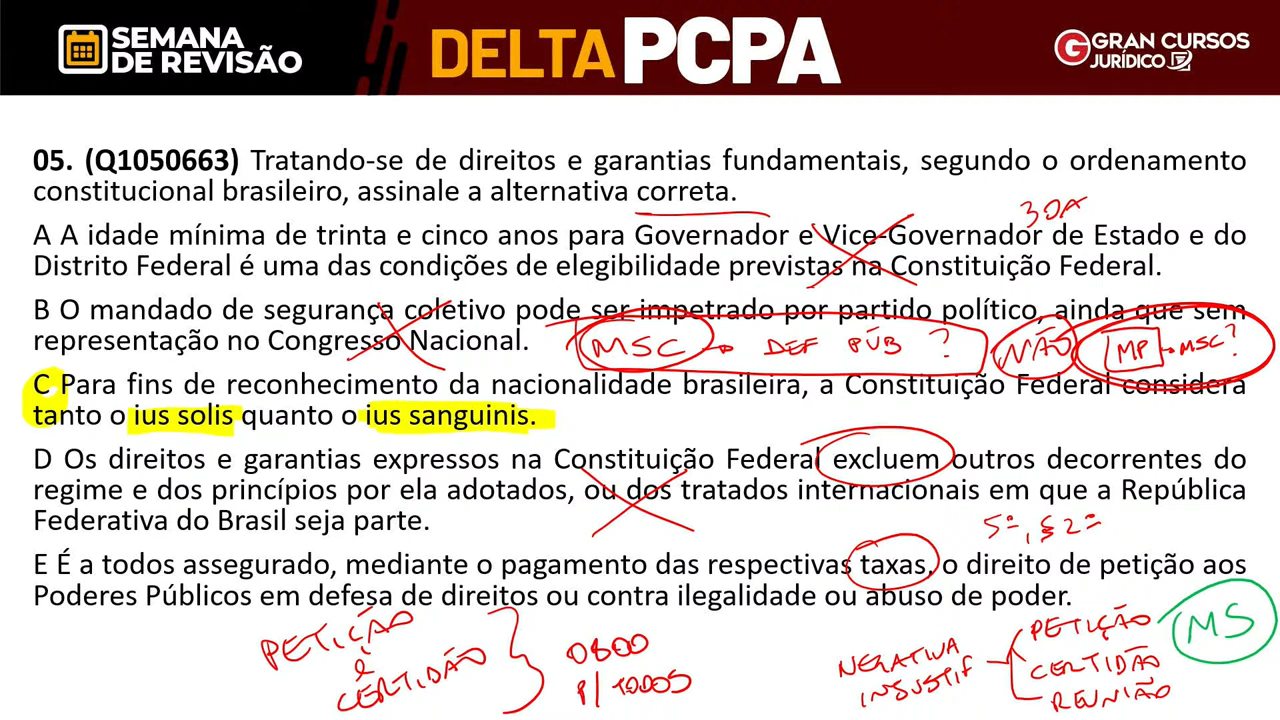 SEMANA
DE REVISÃO
DELTA PCPA
GRAN CURSOS
JURÍDICO
05. (Q1050663) Tratando-se de direitos e garantias fundamentais, segundo o ordenamento
constitucional brasileiro, assinale a alternativa correta.
30A
A A idade mínima de trinta e cinco anos para Governador e Vice-Governador de Estado e do
Distrito Federal é uma das condições de elegibilidade previstas na Constituição Federal.
B O mandado de segurança coletivo pode ser impetrado por partido político, ainda que sem
representação no Congresso Nacional.
MSC → DEF PÚB ? NÃO MP → MSC?
C Para fins de reconhecimento da nacionalidade brasileira, a Constituição Federal considera
tanto o ius solis quanto o ius sanguinis.
D Os direitos e garantias expressos na Constituição Federal excluem outros decorrentes do
regime e dos princípios por ela adotados, ou dos tratados internacionais em que a República
Federativa do Brasil seja parte.
5º, § 2º
E É a todos assegurado, mediante o pagamento das respectivas taxas, o direito de petição aos
Poderes Públicos em defesa de direitos ou contra ilegalidade ou abuso de poder.
PETIÇÃO
e
CERTIDÃO
0800
P/ TODOS
NEGATIVA
INJUSTIF
PETIÇÃO
CERTIDÃO
REUNIÃO
MS